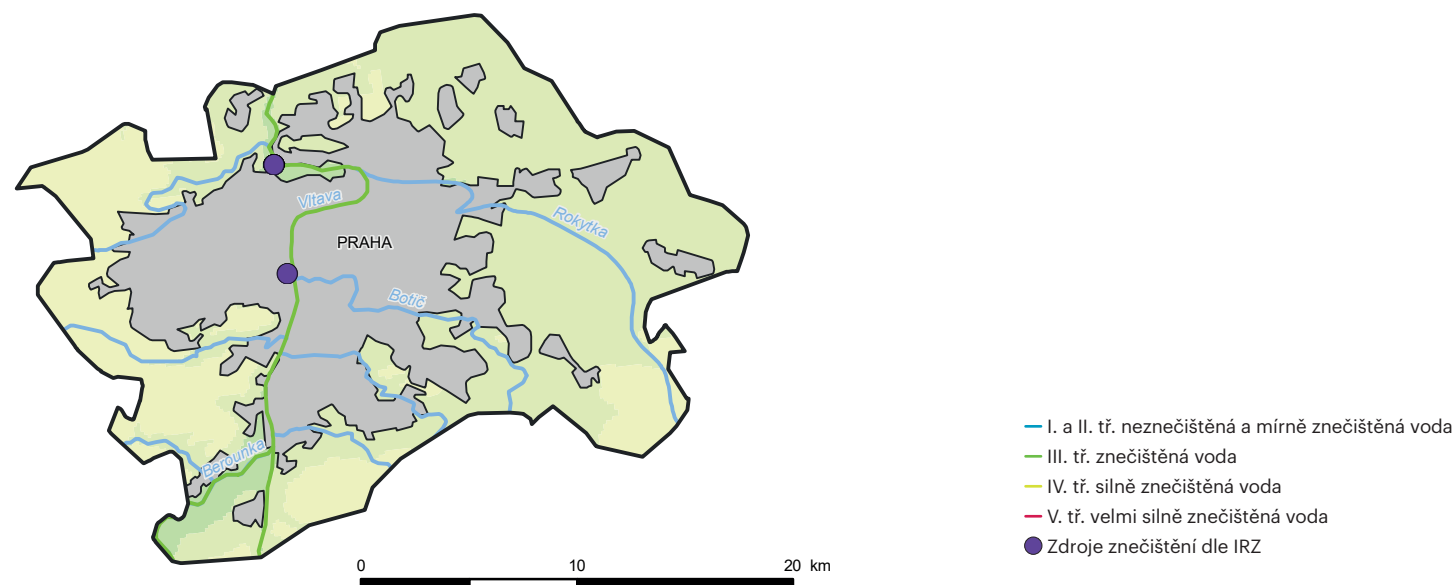 Vltava
PRAHA
Rokytka
Botič
Berounka
0 10 20 km
I. a II. tř. neznečištěná a mírně znečištěná voda
III. tř. znečištěná voda
IV. tř. silně znečištěná voda
V. tř. velmi silně znečištěná voda
Zdroje znečištění dle IRZ